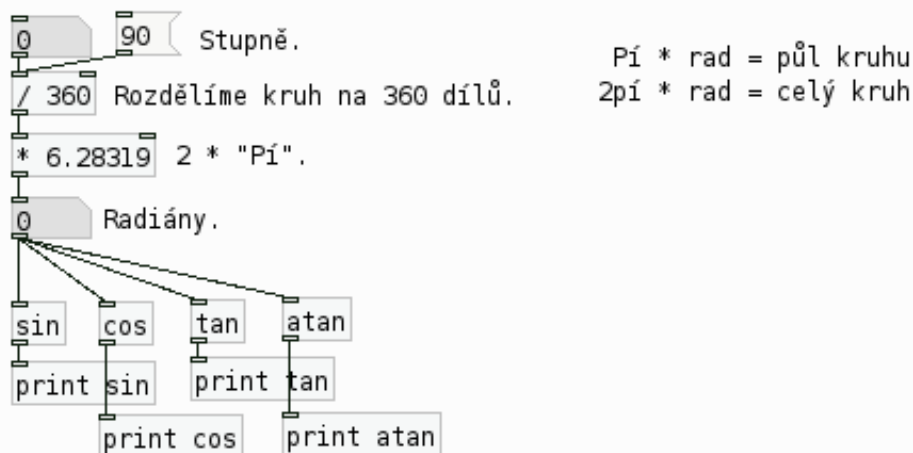 0 90 Stupně.
Pí * rad = půl kruhu
2pí * rad = celý kruh
/ 360 Rozdělíme kruh na 360 dílů.
* 6.28319 2 * "Pí".
0 Radiány.
sin cos tan atan
print sin print tan
print cos print atan